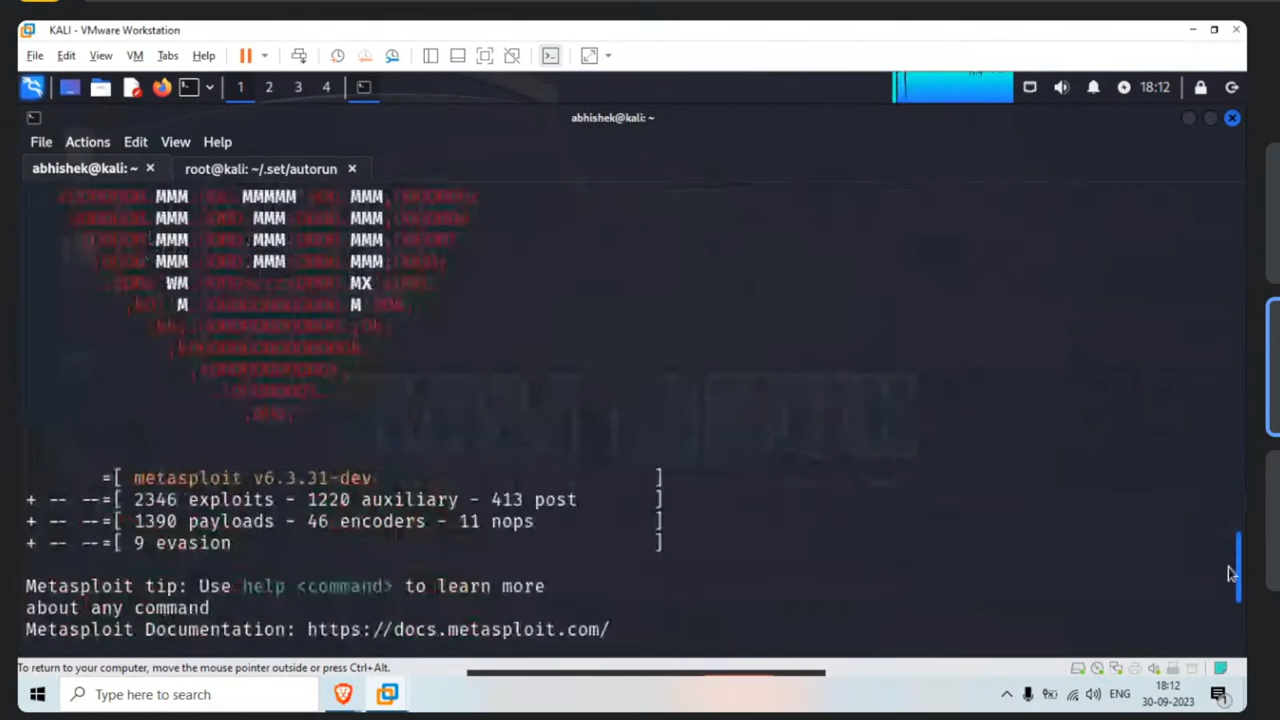 KALI - VMware Workstation
File Edit View VM Tabs Help
1 2 3 4 18:12
abhishek@kali: ~
File Actions Edit View Help
abhishek@kali: ~ root@kali: ~/.set/autorun
MMM MMMMM MMM
MMM MMM MMM
MMM MMM MMM
MMM MMM MMM
WM MX
M M
=[ metasploit v6.3.31-dev ]
+ -- --=[ 2346 exploits - 1220 auxiliary - 413 post ]
+ -- --=[ 1390 payloads - 46 encoders - 11 nops ]
+ -- --=[ 9 evasion ]
Metasploit tip: Use help <command> to learn more
about any command
Metasploit Documentation: https://docs.metasploit.com/
To return to your computer, move the mouse pointer outside or press Ctrl+Alt.
Type here to search
ENG
18:12
30-09-2023
1